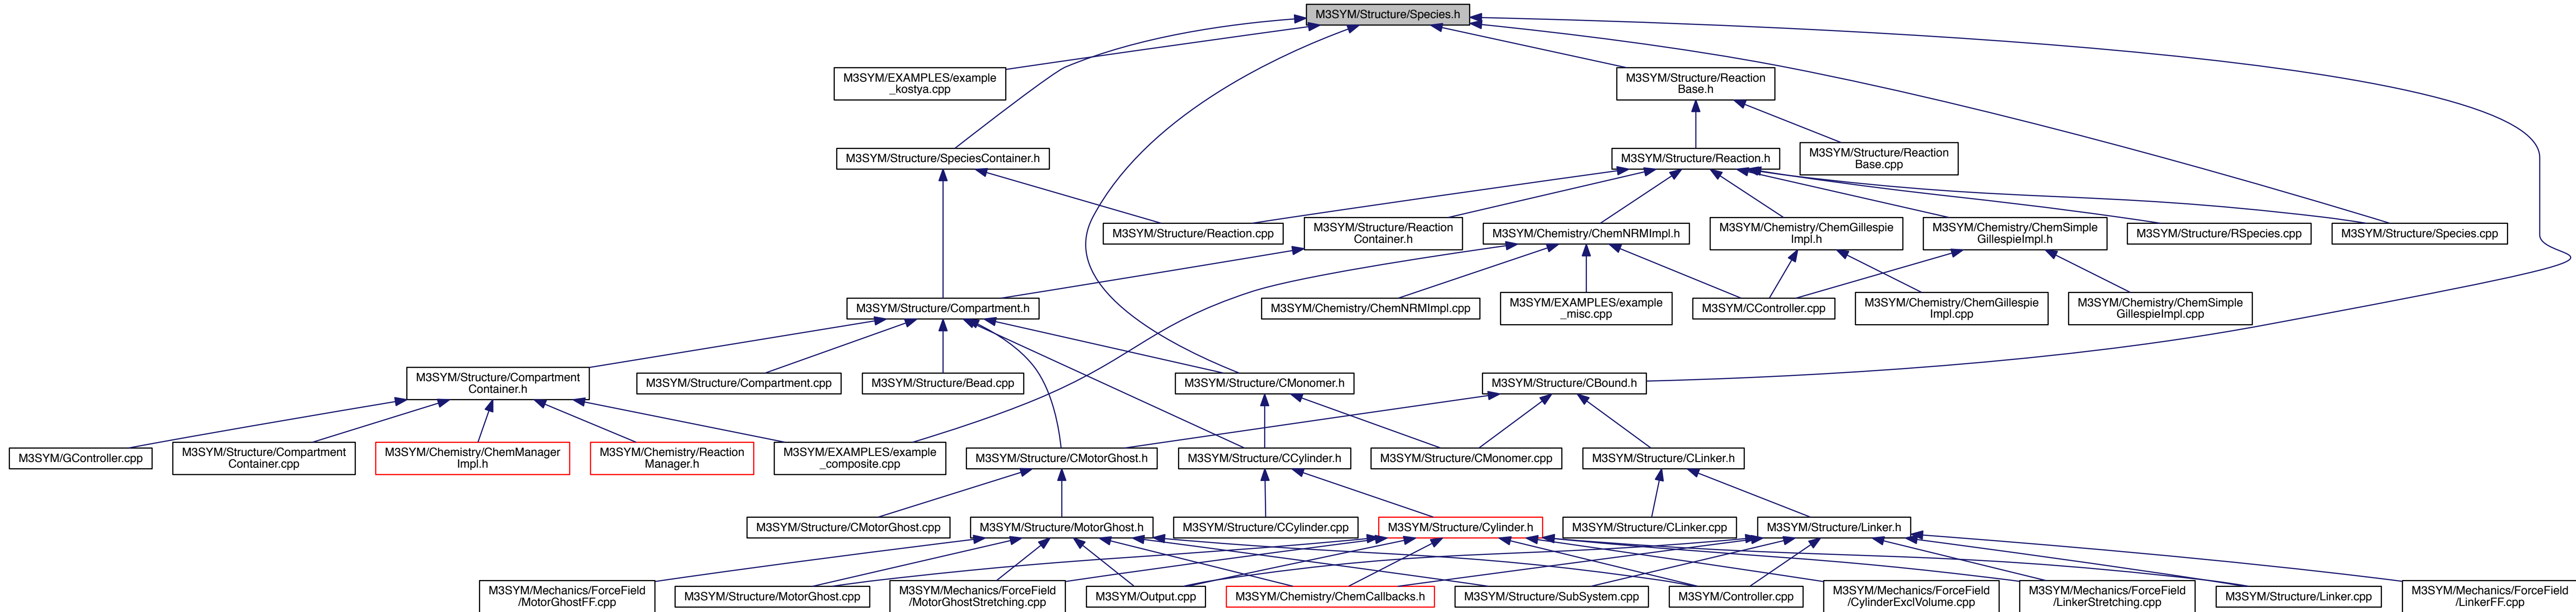 M3SYM/Structure/Species.h
M3SYM/EXAMPLES/example
_kostya.cpp
M3SYM/Structure/Reaction
Base.h
M3SYM/Structure/SpeciesContainer.h
M3SYM/Structure/Reaction.h
M3SYM/Structure/Reaction
Base.cpp
M3SYM/Structure/Reaction.cpp
M3SYM/Structure/Reaction
Container.h
M3SYM/Chemistry/ChemNRMImpl.h
M3SYM/Chemistry/ChemGillespie
Impl.h
M3SYM/Chemistry/ChemSimple
GillespieImpl.h
M3SYM/Structure/RSpecies.cpp
M3SYM/Structure/Species.cpp
M3SYM/Structure/Compartment.h
M3SYM/Chemistry/ChemNRMImpl.cpp
M3SYM/EXAMPLES/example
_misc.cpp
M3SYM/CController.cpp
M3SYM/Chemistry/ChemGillespie
Impl.cpp
M3SYM/Chemistry/ChemSimple
GillespieImpl.cpp
M3SYM/Structure/Compartment
Container.h
M3SYM/Structure/Compartment.cpp
M3SYM/Structure/Bead.cpp
M3SYM/Structure/CMonomer.h
M3SYM/Structure/CBound.h
M3SYM/GController.cpp
M3SYM/Structure/Compartment
Container.cpp
M3SYM/Chemistry/ChemManager
Impl.h
M3SYM/Chemistry/Reaction
Manager.h
M3SYM/EXAMPLES/example
_composite.cpp
M3SYM/Structure/CMotorGhost.h
M3SYM/Structure/CCylinder.h
M3SYM/Structure/CMonomer.cpp
M3SYM/Structure/CLinker.h
M3SYM/Structure/CMotorGhost.cpp
M3SYM/Structure/MotorGhost.h
M3SYM/Structure/CCylinder.cpp
M3SYM/Structure/Cylinder.h
M3SYM/Structure/CLinker.cpp
M3SYM/Structure/Linker.h
M3SYM/Mechanics/ForceField
/MotorGhostFF.cpp
M3SYM/Structure/MotorGhost.cpp
M3SYM/Mechanics/ForceField
/MotorGhostStretching.cpp
M3SYM/Output.cpp
M3SYM/Chemistry/ChemCallbacks.h
M3SYM/Structure/SubSystem.cpp
M3SYM/Controller.cpp
M3SYM/Mechanics/ForceField
/CylinderExclVolume.cpp
M3SYM/Mechanics/ForceField
/LinkerStretching.cpp
M3SYM/Structure/Linker.cpp
M3SYM/Mechanics/ForceField
/LinkerFF.cpp